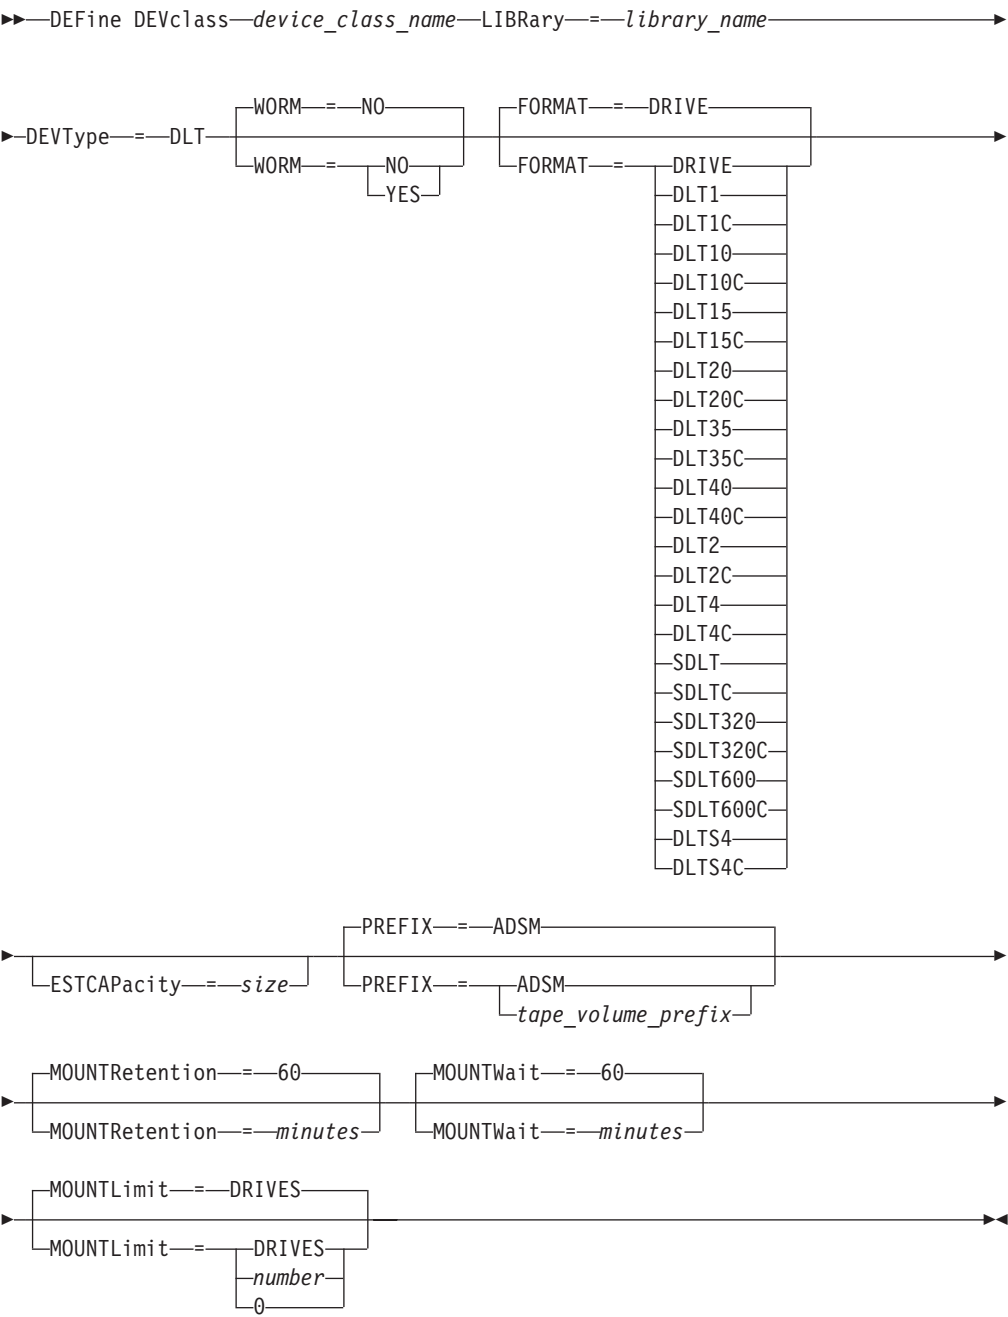 DEFine DEVclass device_class_name LIBRary = library_name
WORM = NO FORMAT = DRIVE
DEVType = DLT
WORM = NO FORMAT = DRIVE
YES DLT1
DLT1C
DLT10
DLT10C
DLT15
DLT15C
DLT20
DLT20C
DLT35
DLT35C
DLT40
DLT40C
DLT2
DLT2C
DLT4
DLT4C
SDLT
SDLTC
SDLT320
SDLT320C
SDLT600
SDLT600C
DLTS4
DLTS4C
PREFIX = ADSM
ESTCAPacity = size PREFIX = ADSM
tape_volume_prefix
MOUNTRetention = 60 MOUNTWait = 60
MOUNTRetention = minutes MOUNTWait = minutes
MOUNTLimit = DRIVES
MOUNTLimit = DRIVES
number
0